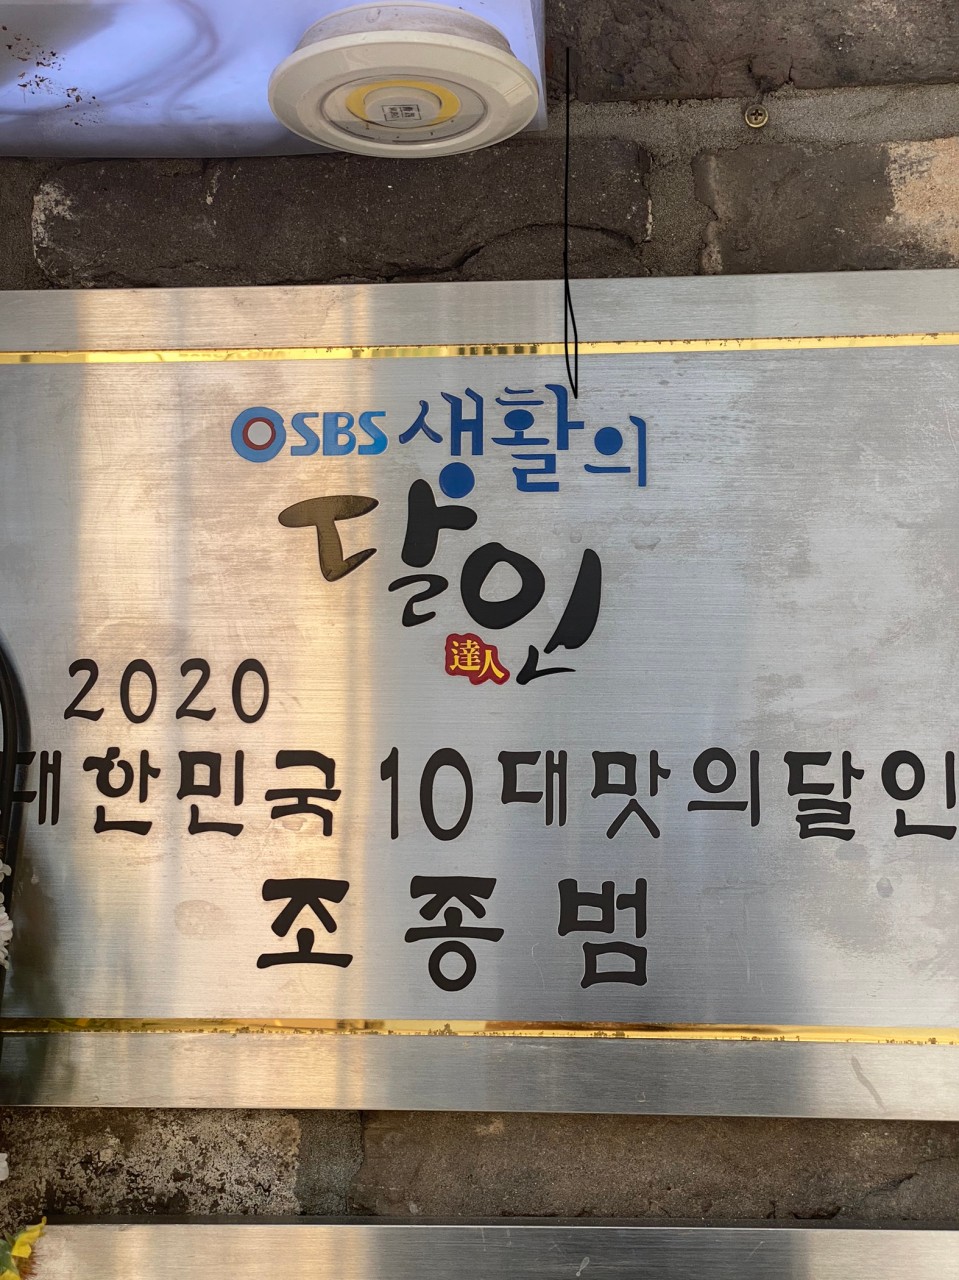 SBS 생활의
달인
達人
2020
대한민국 10대맛의달인
조종범